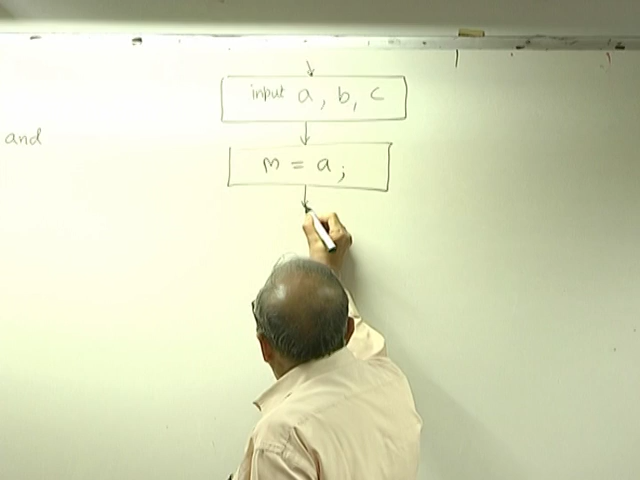 input a, b, c
and
m = a;